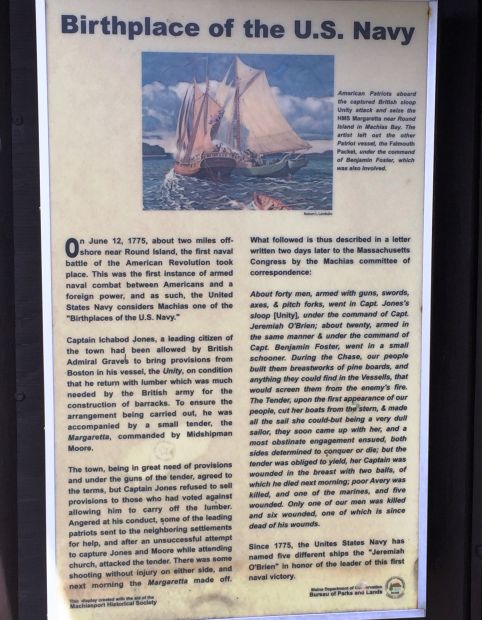 Birthplace of the U.S. Navy
American Patriots aboard
the captured British sloop
Unity attack and seize the
HMS Margaretta near Round
Island in Machias Bay. The
artist left out the other
Patriot vessel, the Falmouth
Packet, under the command
of Benjamin Foster, which
was also involved.
Robert L. Lambdin
On June 12, 1775, about two miles off-
shore near Round Island, the first naval
battle of the American Revolution took
place. This was the first instance of armed
naval combat between Americans and a
foreign power, and as such, the United
States Navy considers Machias one of the
"Birthplaces of the U.S. Navy."
Captain Ichabod Jones, a leading citizen of
the town had been allowed by British
Admiral Graves to bring provisions from
Boston in his vessel, the Unity, on condition
that he return with lumber which was much
needed by the British army for the
construction of barracks. To ensure the
arrangement being carried out, he was
accompanied by a small tender, the
Margaretta, commanded by Midshipman
Moore.
The town, being in great need of provisions
and under the guns of the tender, agreed to
the terms, but Captain Jones refused to sell
provisions to those who had voted against
allowing him to carry off the lumber.
Angered at his conduct, some of the leading
patriots sent to the neighboring settlements
for help, and after an unsuccessful attempt
to capture Jones and Moore while attending
church, attacked the tender. There was some
shooting without injury on either side, and
next morning the Margaretta made off.
What followed is thus described in a letter
written two days later to the Massachusetts
Congress by the Machias committee of
correspondence:
About forty men, armed with guns, swords,
axes, & pitch forks, went in Capt. Jones's
sloop [Unity], under the command of Capt.
Jeremiah O'Brien; about twenty, armed in
the same manner & under the command of
Capt. Benjamin Foster, went in a small
schooner. During the Chase, our people
built them breastworks of pine boards, and
anything they could find in the Vessells, that
would screen them from the enemy's fire.
The Tender, upon the first appearance of our
people, cut her boats from the stern, & made
all the sail she could-but being a very dull
sailor, they soon came up with her, and a
most obstinate engagement ensued, both
sides determined to conquer or die; but the
tender was obliged to yield, her Captain was
wounded in the breast with two balls, of
which he died next morning; poor Avery was
killed, and one of the marines, and five
wounded. Only one of our men was killed
and six wounded, one of which is since
dead of his wounds.
Since 1775, the Unites States Navy has
named five different ships the "Jeremiah
O'Brien" in honor of the leader of this first
naval victory.
This display created with the aid of the
Machiasport Historical Society
Maine Department of Conservation
Bureau of Parks and Lands